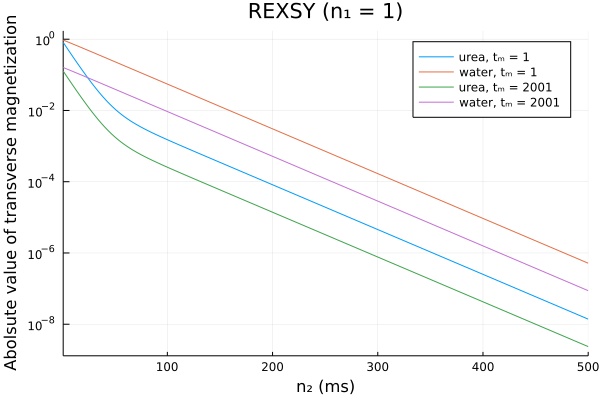 REXSY (n₁ = 1)
Abolsute value of transverse magnetization
10⁰
10⁻²
10⁻⁴
10⁻⁶
10⁻⁸
urea, tₘ = 1
water, tₘ = 1
urea, tₘ = 2001
water, tₘ = 2001
100 200 300 400 500
n₂ (ms)